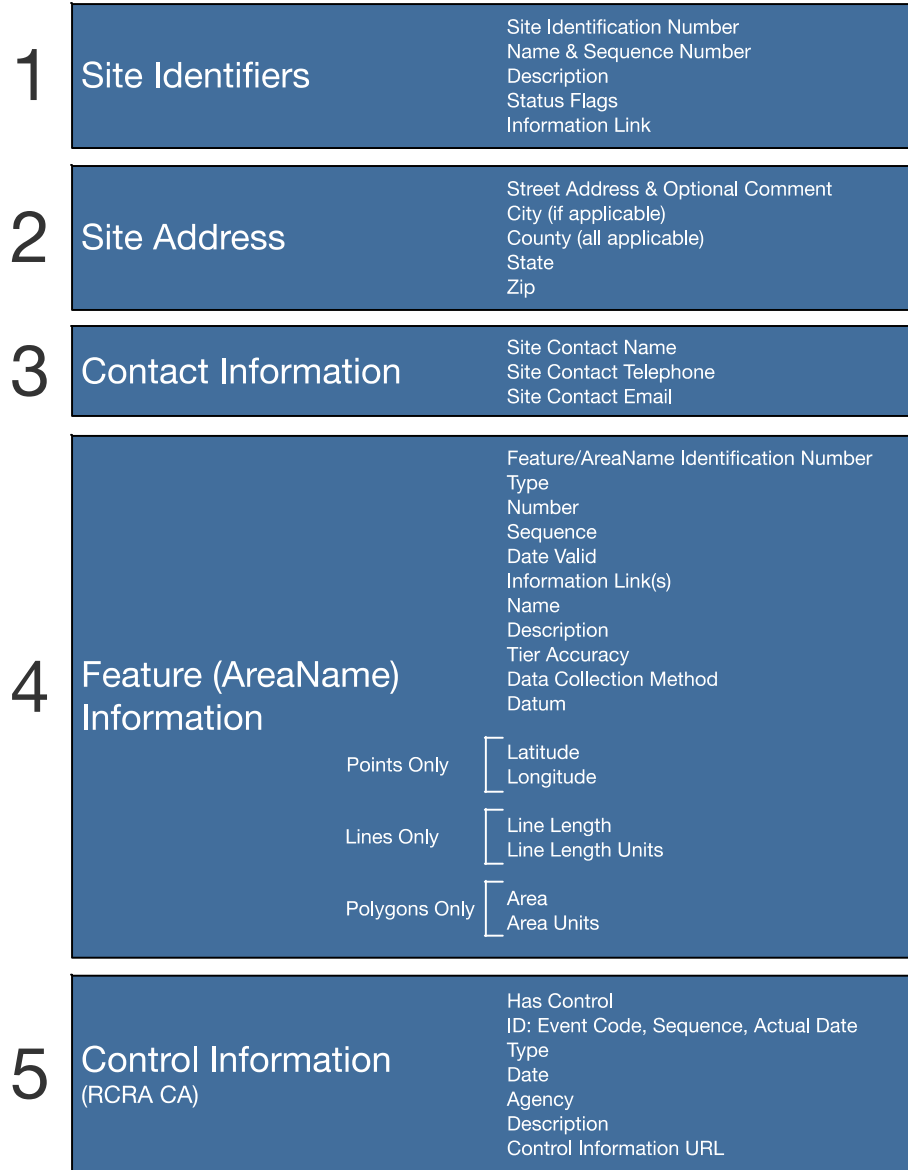 1
Site Identifiers
Site Identification Number
Name & Sequence Number
Description
Status Flags
Information Link
2
Site Address
Street Address & Optional Comment
City (if applicable)
County (all applicable)
State
Zip
3
Contact Information
Site Contact Name
Site Contact Telephone
Site Contact Email
4
Feature (AreaName)
Information
Feature/AreaName Identification Number
Type
Number
Sequence
Date Valid
Information Link(s)
Name
Description
Tier Accuracy
Data Collection Method
Datum
Points Only
Latitude
Longitude
Lines Only
Line Length
Line Length Units
Polygons Only
Area
Area Units
5
Control Information
(RCRA CA)
Has Control
ID: Event Code, Sequence, Actual Date
Type
Date
Agency
Description
Control Information URL